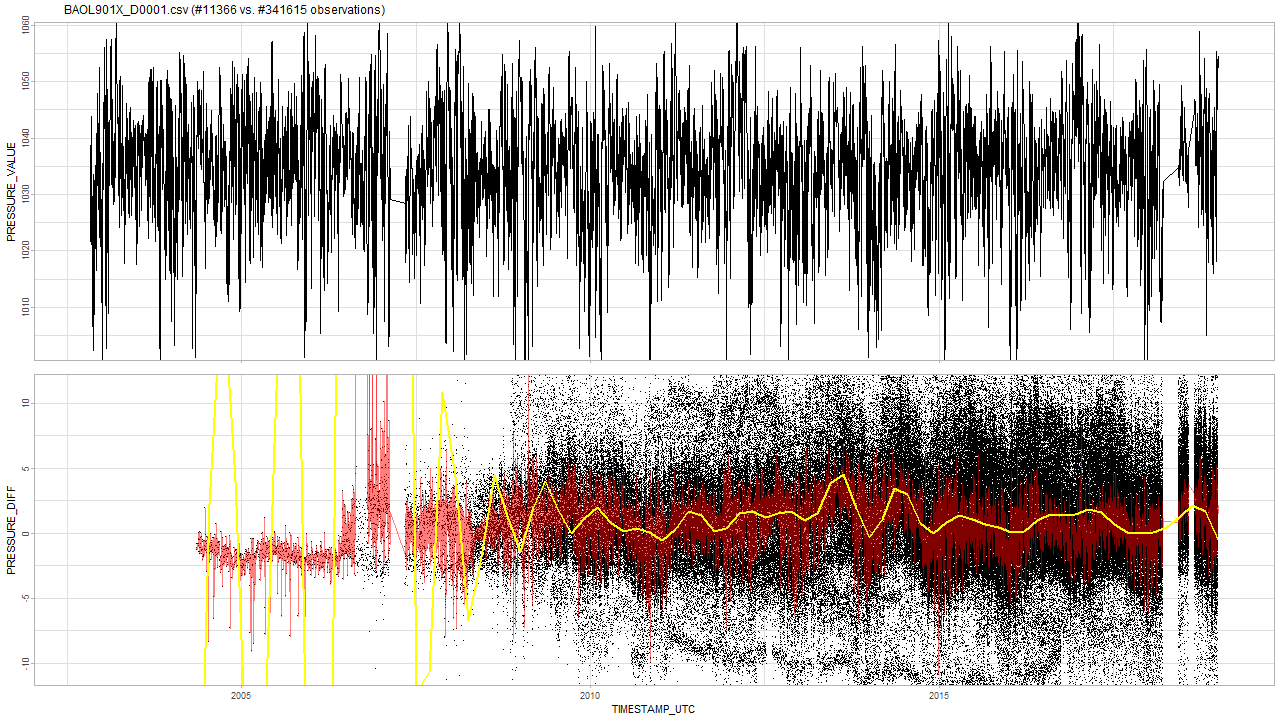 BAOL901X_D0001.csv (#11366 vs. #341615 observations)
PRESSURE_VALUE
1060
1050
1040
1030
1020
1010
PRESSURE_DIFF
10
5
0
-5
-10
2005 2010 2015
TIMESTAMP_UTC